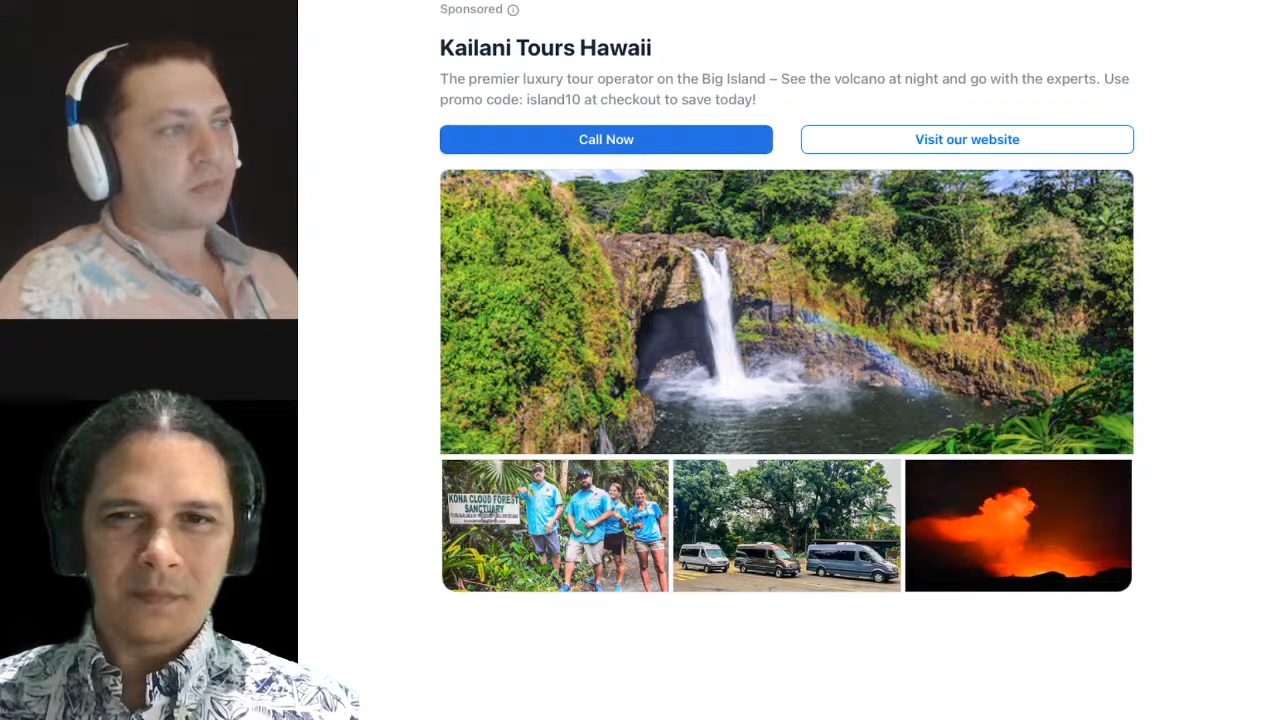 Sponsored
Kailani Tours Hawaii
The premier luxury tour operator on the Big Island – See the volcano at night and go with the experts. Use
promo code: island10 at checkout to save today!
Call Now
Visit our website
KONA CLOUD FOREST
SANCTUARY